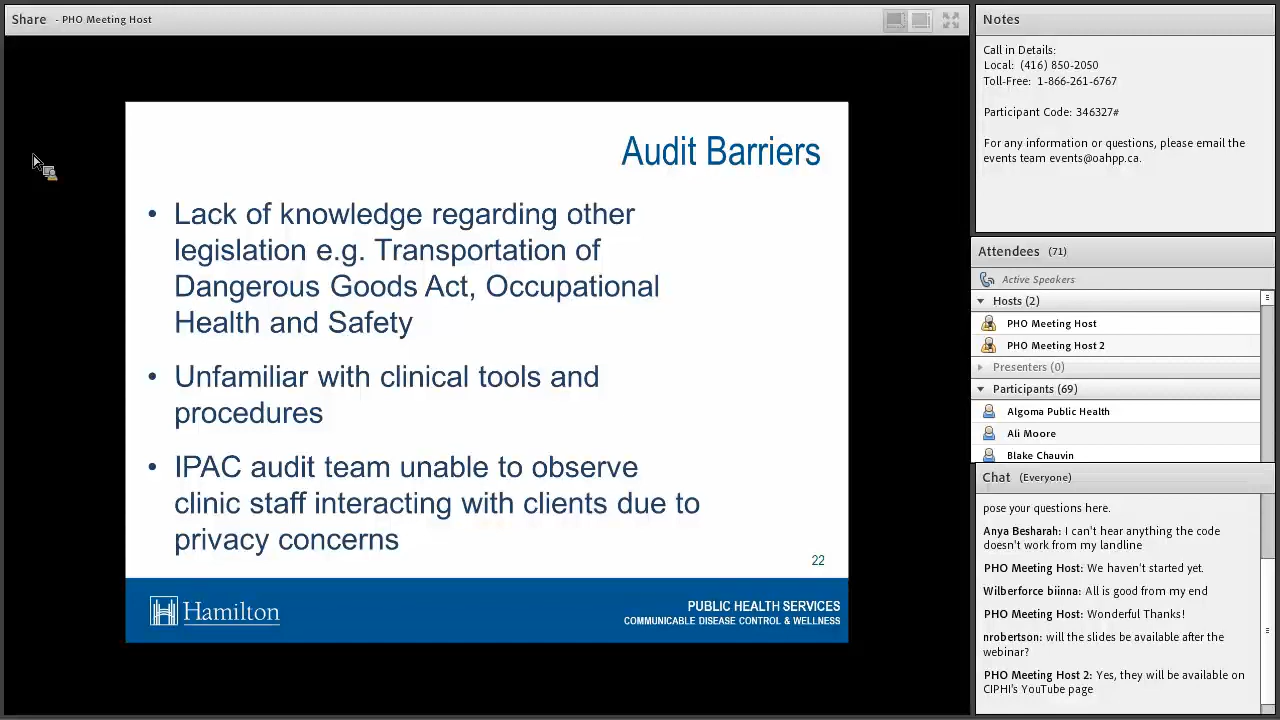 Share - PHO Meeting Host
Audit Barriers
• Lack of knowledge regarding other
legislation e.g. Transportation of
Dangerous Goods Act, Occupational
Health and Safety
• Unfamiliar with clinical tools and
procedures
• IPAC audit team unable to observe
clinic staff interacting with clients due to
privacy concerns
22
Hamilton
PUBLIC HEALTH SERVICES
COMMUNICABLE DISEASE CONTROL & WELLNESS
Notes
Call in Details:
Local: (416) 850-2050
Toll-Free: 1-866-261-6767
Participant Code: 346327#
For any information or questions, please email the
events team events@oahpp.ca.
Attendees (71)
Active Speakers
Hosts (2)
PHO Meeting Host
PHO Meeting Host 2
Presenters (0)
Participants (69)
Algoma Public Health
Ali Moore
Blake Chauvin
Chat (Everyone)
pose your questions here.
Anya Besharah: I can't hear anything the code
doesn't work from my landline
PHO Meeting Host: We haven't started yet.
Wilberforce biinna: All is good from my end
PHO Meeting Host: Wonderful Thanks!
nrobertson: will the slides be available after the
webinar?
PHO Meeting Host 2: Yes, they will be available on
CIPHI's YouTube page